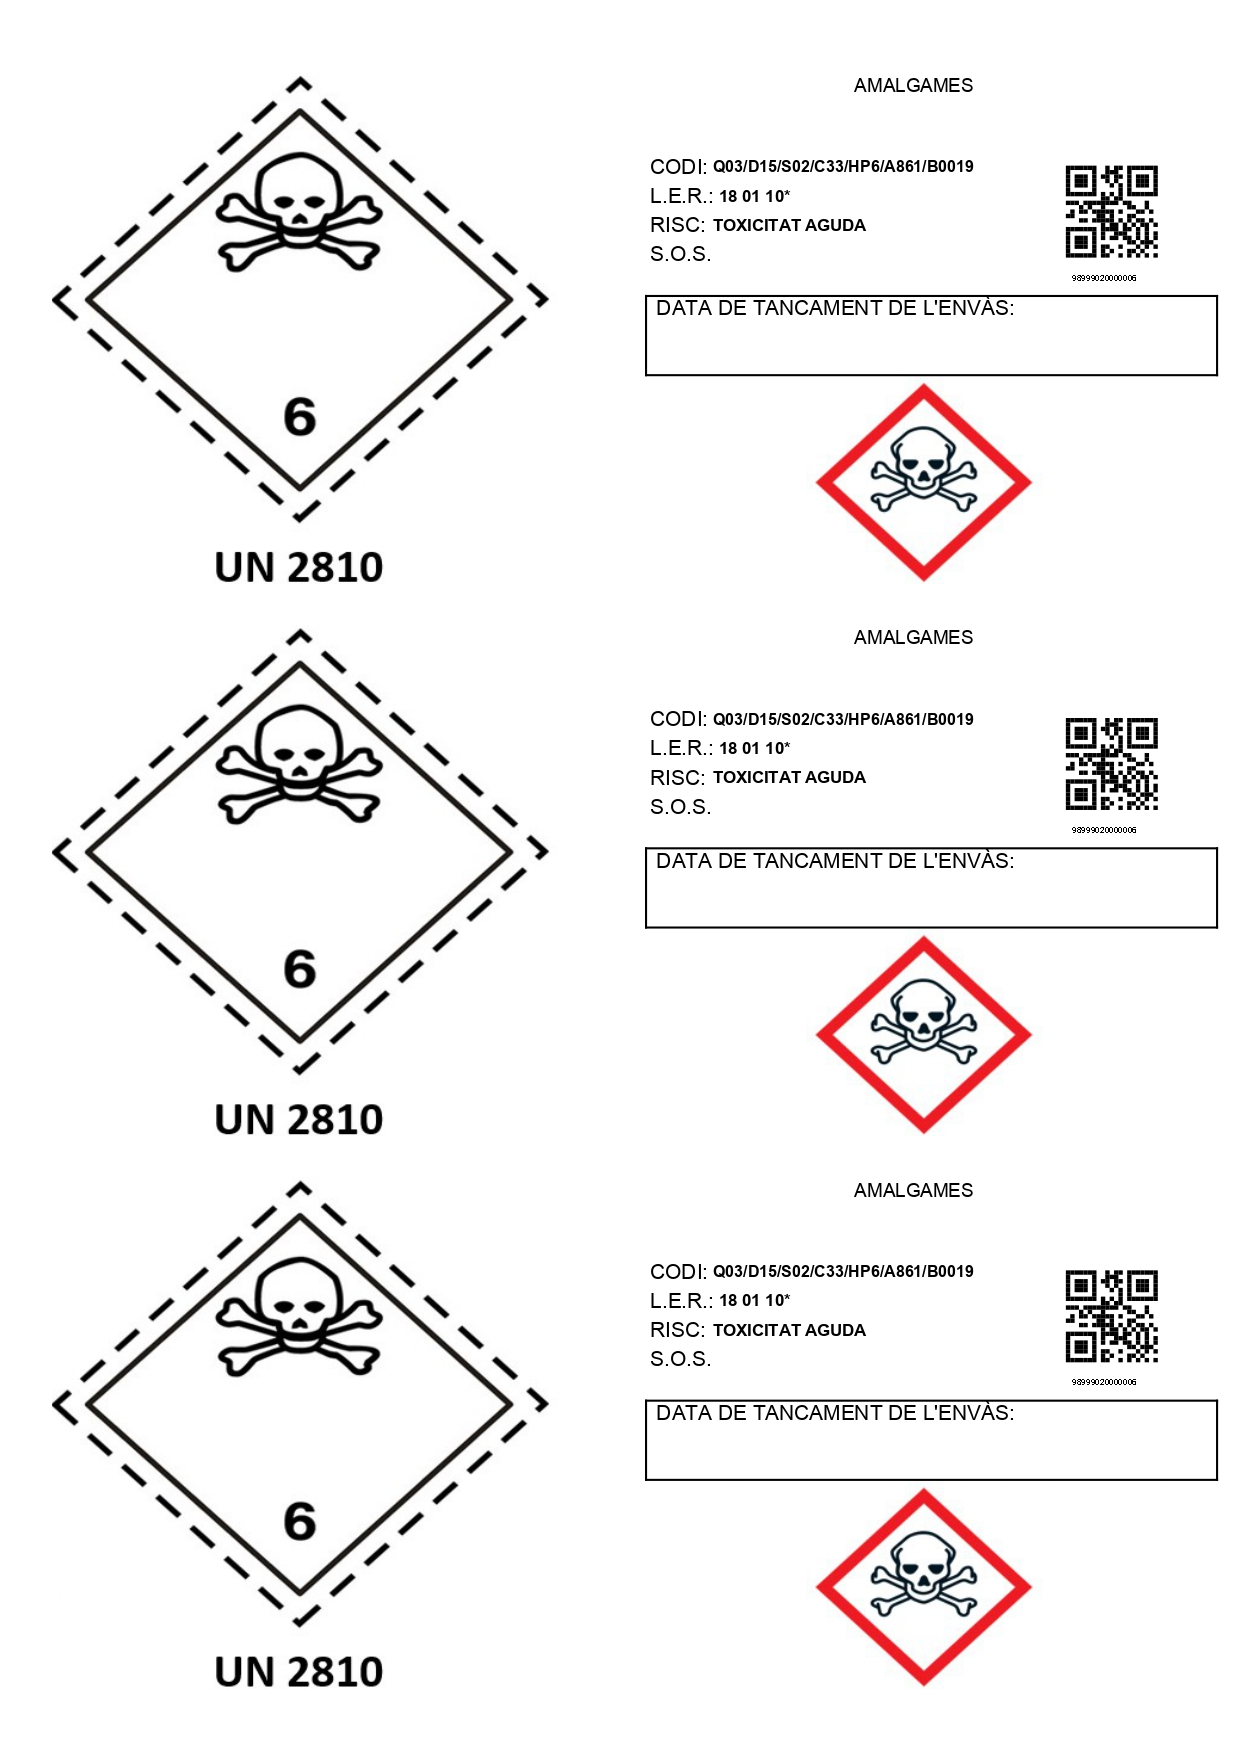 AMALGAMES
CODI: Q03/D15/S02/C33/HP6/A861/B0019
L.E.R.: 18 01 10*
RISC: TOXICITAT AGUDA
S.O.S.
98999020000006
DATA DE TANCAMENT DE L'ENVÀS:
6
UN 2810
AMALGAMES
CODI: Q03/D15/S02/C33/HP6/A861/B0019
L.E.R.: 18 01 10*
RISC: TOXICITAT AGUDA
S.O.S.
98999020000006
DATA DE TANCAMENT DE L'ENVÀS:
6
UN 2810
AMALGAMES
CODI: Q03/D15/S02/C33/HP6/A861/B0019
L.E.R.: 18 01 10*
RISC: TOXICITAT AGUDA
S.O.S.
98999020000006
DATA DE TANCAMENT DE L'ENVÀS:
6
UN 2810